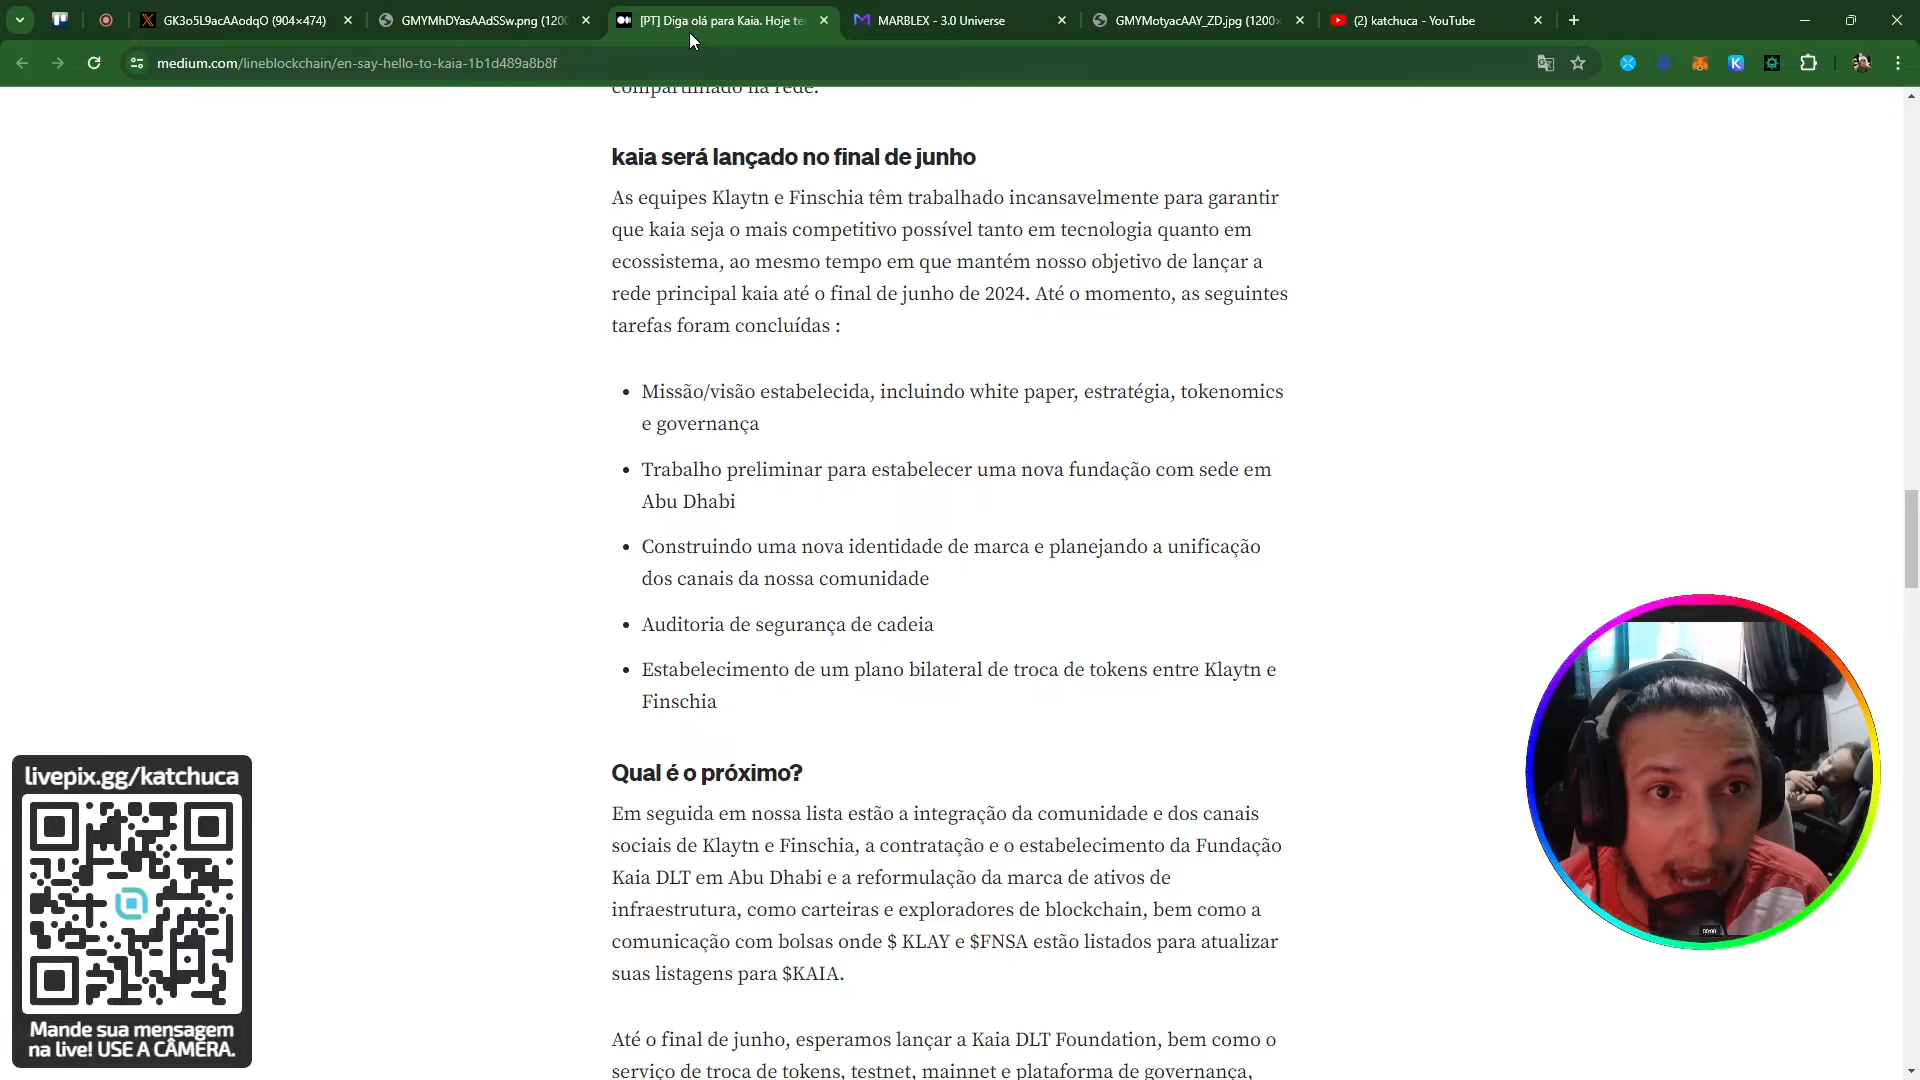 GK3o5L9acAAodqO (904×474)
GMYMhDYasAAdSSw.png (120
[PT] Diga olá para Kaia. Hoje te
MARBLEX - 3.0 Universe
GMYMotyacAAY_ZD.jpg (1200×
(2) katchuca - YouTube
medium.com/lineblockchain/en-say-hello-to-kaia-1b1d489a8b8f
compartilhado na rede.
kaia será lançado no final de junho
As equipes Klaytn e Finschia têm trabalhado incansavelmente para garantir
que kaia seja o mais competitivo possível tanto em tecnologia quanto em
ecossistema, ao mesmo tempo em que mantém nosso objetivo de lançar a
rede principal kaia até o final de junho de 2024. Até o momento, as seguintes
tarefas foram concluídas :
• Missão/visão estabelecida, incluindo white paper, estratégia, tokenomics
e governança
• Trabalho preliminar para estabelecer uma nova fundação com sede em
Abu Dhabi
• Construindo uma nova identidade de marca e planejando a unificação
dos canais da nossa comunidade
• Auditoria de segurança de cadeia
• Estabelecimento de um plano bilateral de troca de tokens entre Klaytn e
Finschia
Qual é o próximo?
Em seguida em nossa lista estão a integração da comunidade e dos canais
sociais de Klaytn e Finschia, a contratação e o estabelecimento da Fundação
Kaia DLT em Abu Dhabi e a reformulação da marca de ativos de
infraestrutura, como carteiras e exploradores de blockchain, bem como a
comunicação com bolsas onde $ KLAY e $FNSA estão listados para atualizar
suas listagens para $KAIA.
Até o final de junho, esperamos lançar a Kaia DLT Foundation, bem como o
serviço de troca de tokens, testnet, mainnet e plataforma de governança,
livepix.gg/katchuca
Mande sua mensagem
na live! USE A CÂMERA.
00:00